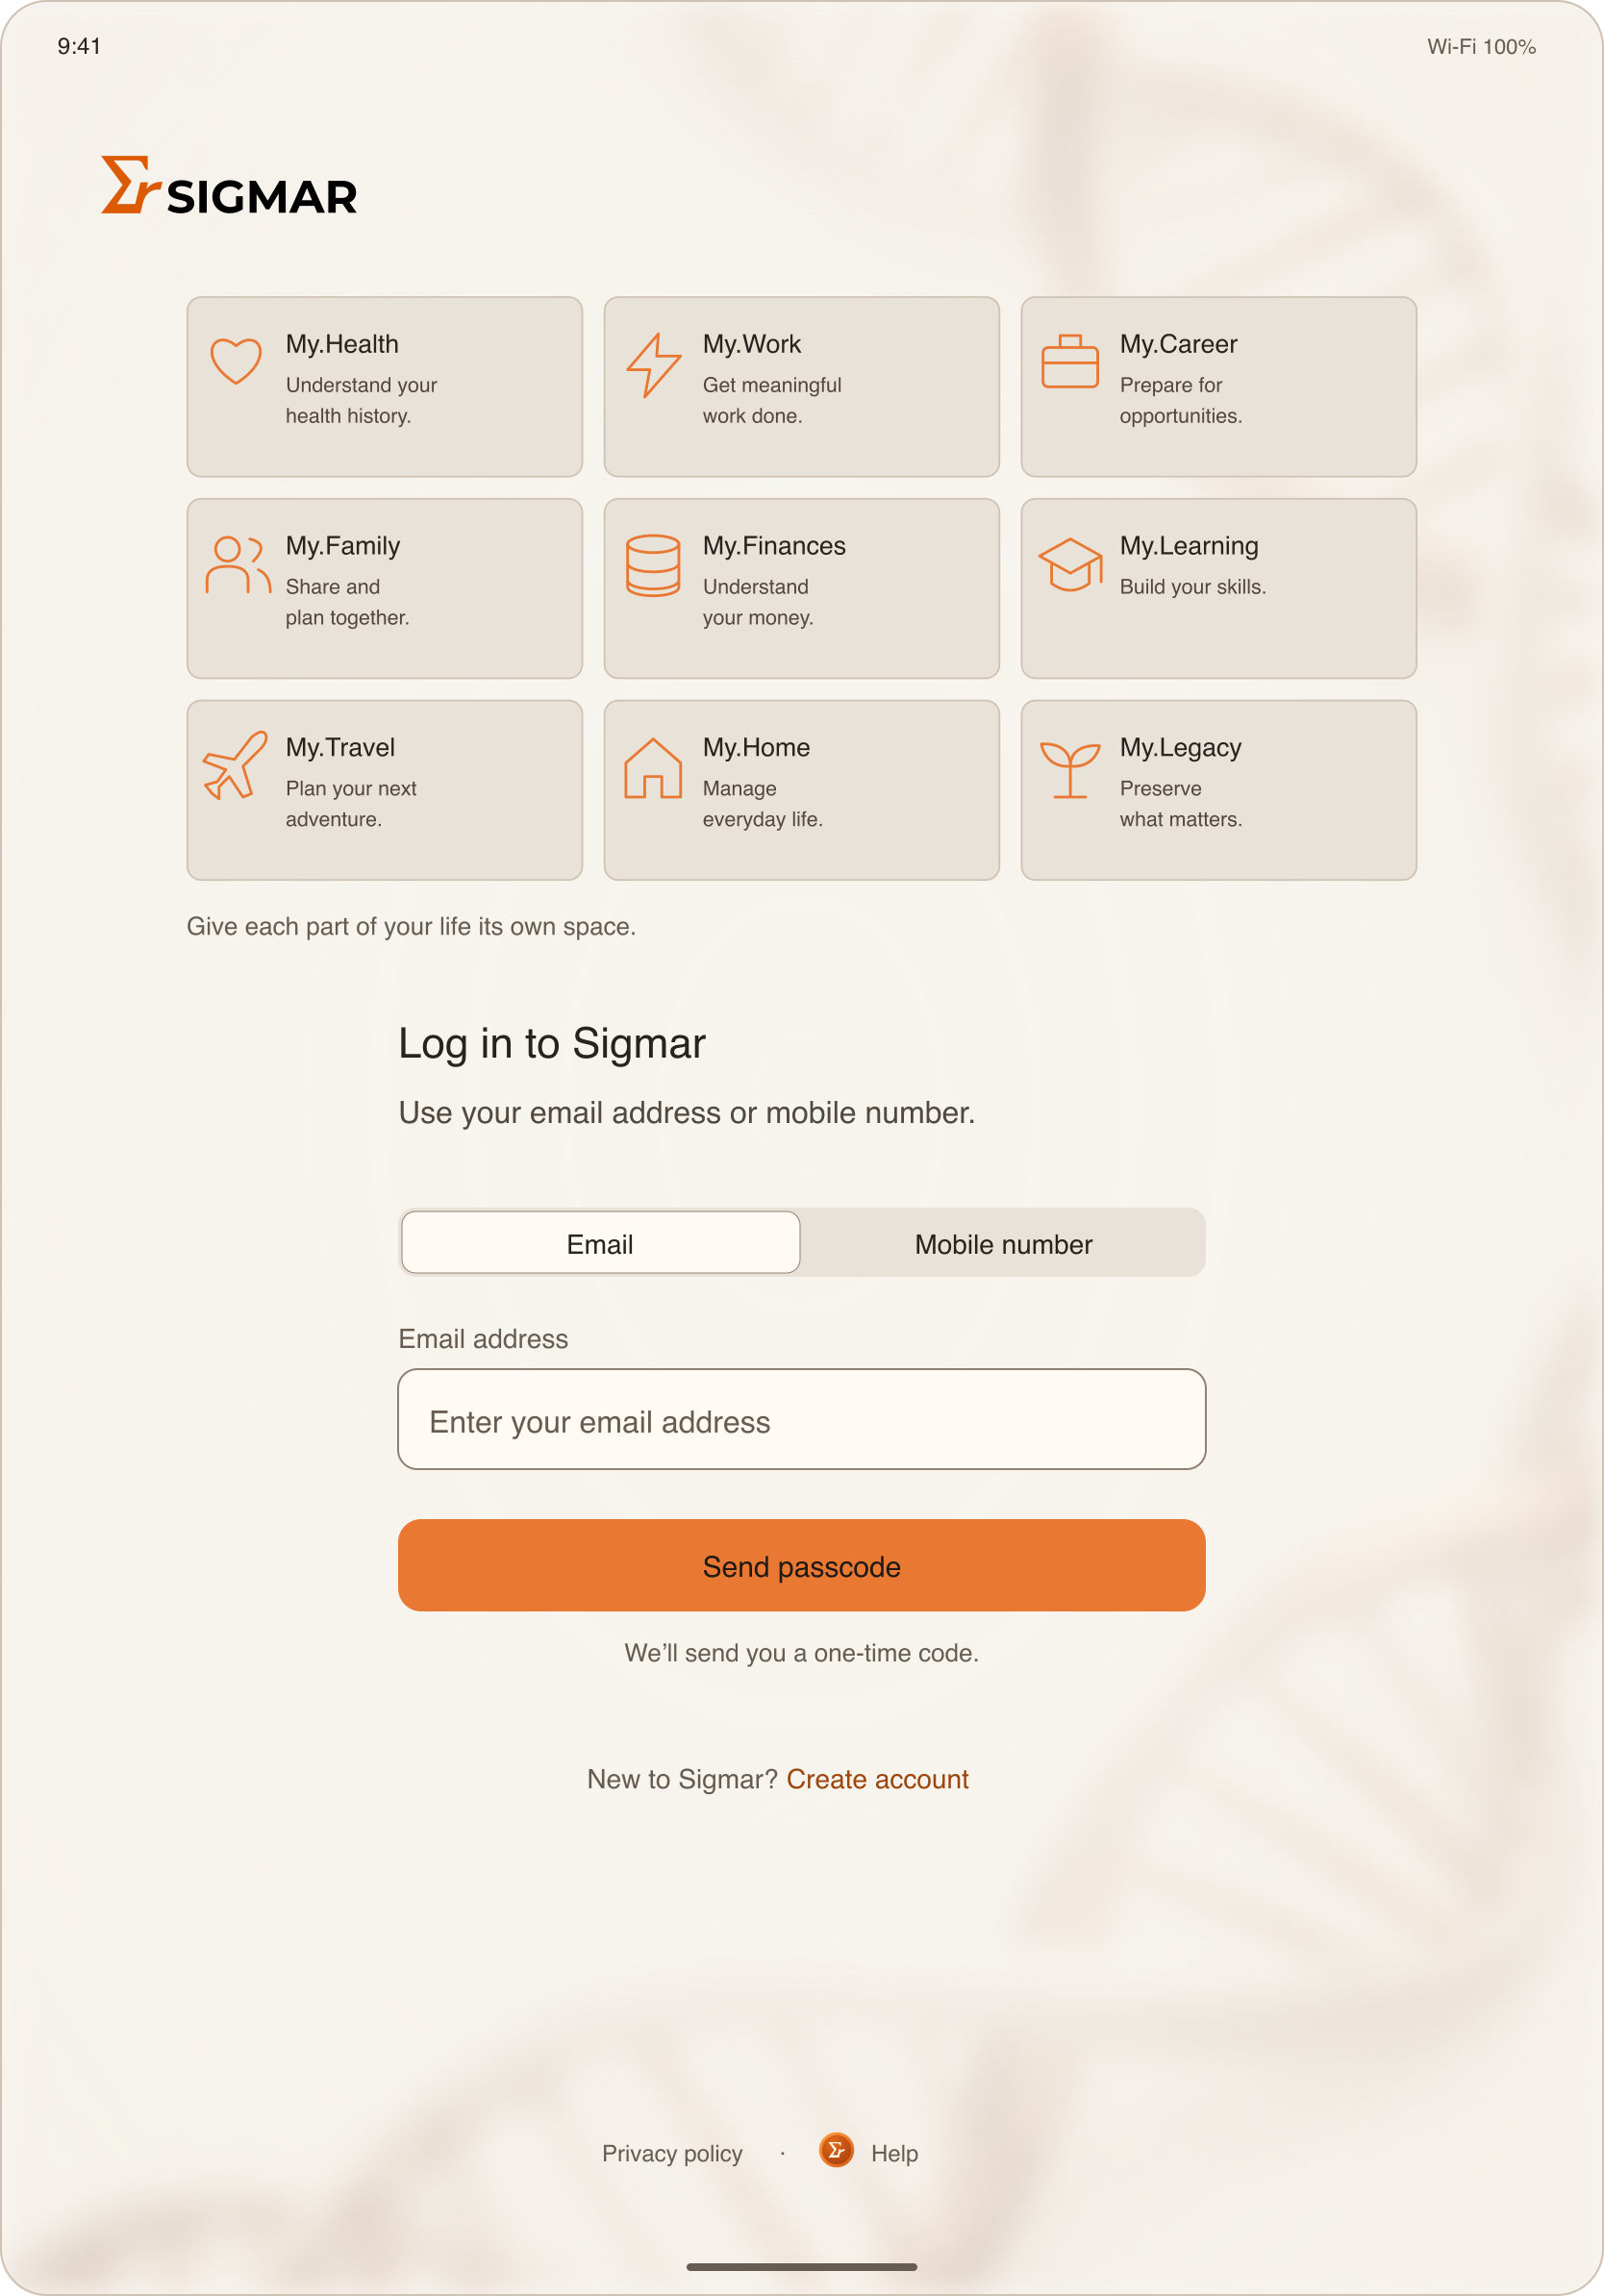 9:41
Wi-Fi 100%
Σr SIGMAR
My.Health
Understand your
health history.
My.Work
Get meaningful
work done.
My.Career
Prepare for
opportunities.
My.Family
Share and
plan together.
My.Finances
Understand
your money.
My.Learning
Build your skills.
My.Travel
Plan your next
adventure.
My.Home
Manage
everyday life.
My.Legacy
Preserve
what matters.
Give each part of your life its own space.
Log in to Sigmar
Use your email address or mobile number.
Email
Mobile number
Email address
Enter your email address
Send passcode
We’ll send you a one-time code.
New to Sigmar? Create account
Privacy policy · Σr Help